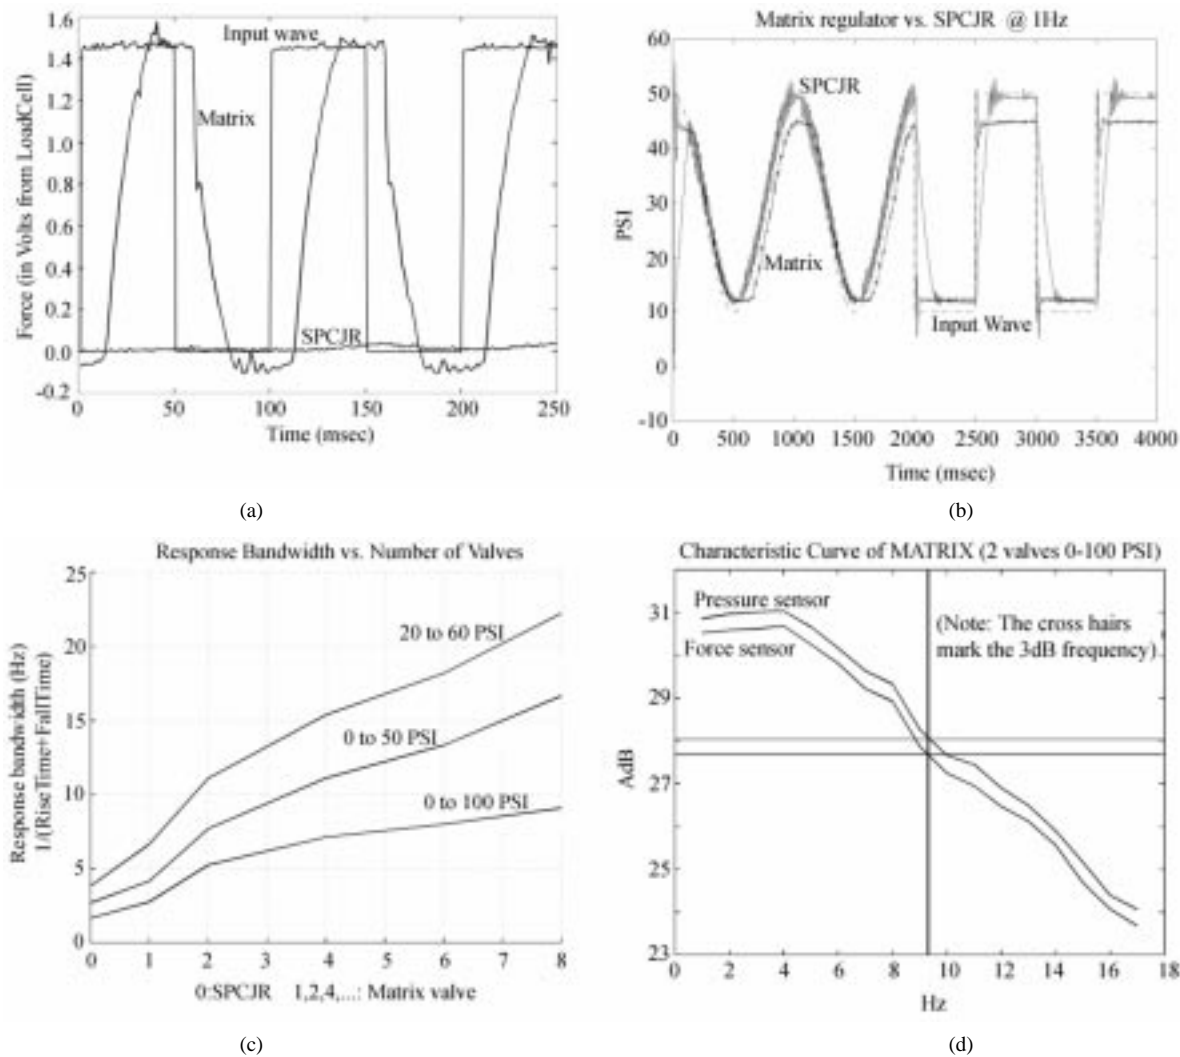 1.6
1.4
1.2
1.0
0.8
0.6
0.4
0.2
0.0
-0.2
Force (in Volts from LoadCell)
Input wave
Matrix
SPCJR
0 50 100 150 200 250
Time (msec)
(a)
Matrix regulator vs. SPCJR @ 1Hz
60
50
40
30
20
10
0
-10
PSI
SPCJR
Matrix
Input Wave
0 500 1000 1500 2000 2500 3000 3500 4000
Time (msec)
(b)
Response Bandwidth vs. Number of Valves
25
20
15
10
5
0
Response bandwidth (Hz)
1/(RiseTime+FallTime)
20 to 60 PSI
0 to 50 PSI
0 to 100 PSI
0 1 2 3 4 5 6 7 8
0:SPCJR 1,2,4,...: Matrix valve
(c)
Characteristic Curve of MATRIX (2 valves 0-100 PSI)
31
29
27
25
23
AdB
Pressure sensor
Force sensor
(Note: The cross hairs
mark the 3dB frequency)
0 2 4 6 8 10 12 14 16 18
Hz
(d)